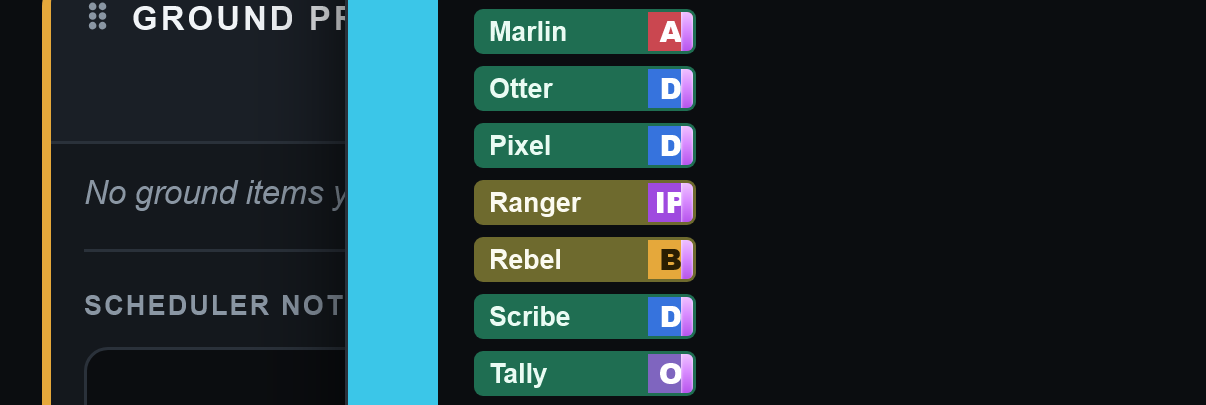 GROUND PR
No ground items y
SCHEDULER NOT
Marlin A
Otter D
Pixel D
Ranger IP
Rebel B
Scribe D
Tally O